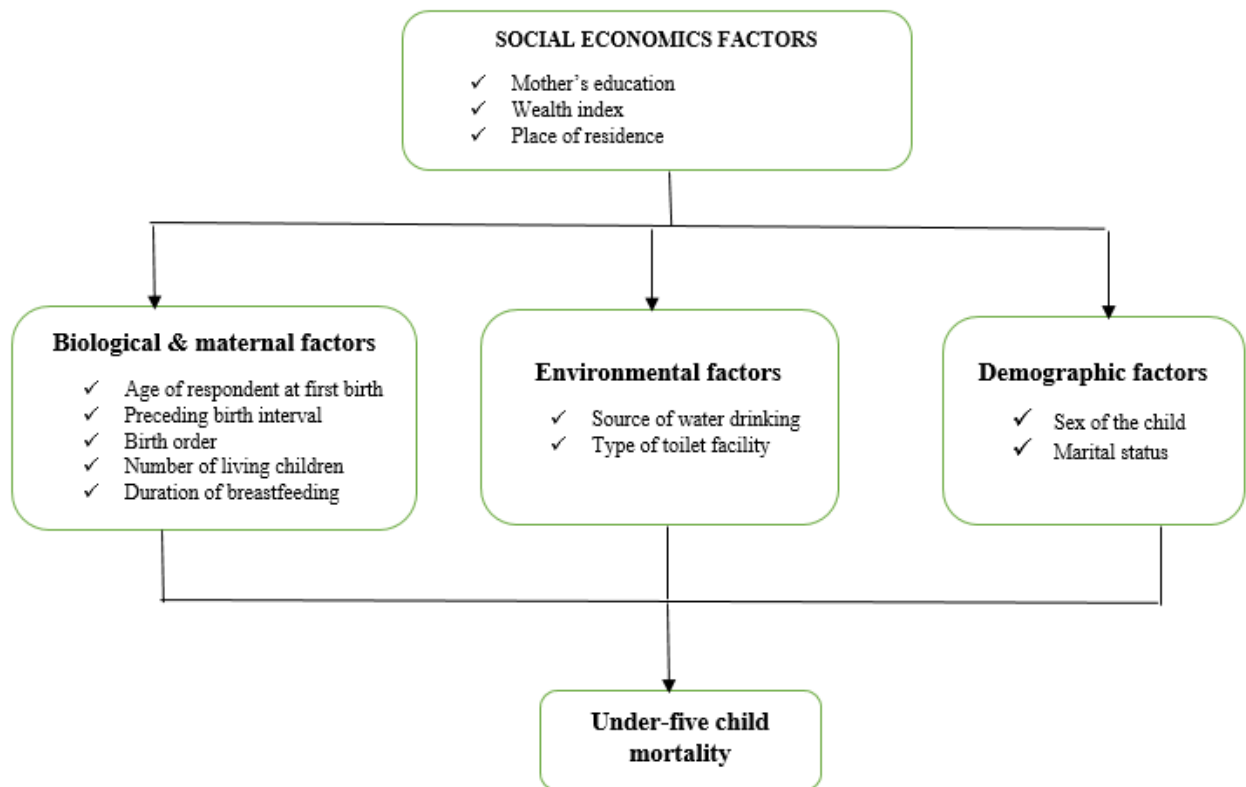 SOCIAL ECONOMICS FACTORS
✓ Mother’s education
✓ Wealth index
✓ Place of residence
Biological & maternal factors
✓ Age of respondent at first birth
✓ Preceding birth interval
✓ Birth order
✓ Number of living children
✓ Duration of breastfeeding
Environmental factors
✓ Source of water drinking
✓ Type of toilet facility
Demographic factors
✓ Sex of the child
✓ Marital status
Under-five child
mortality